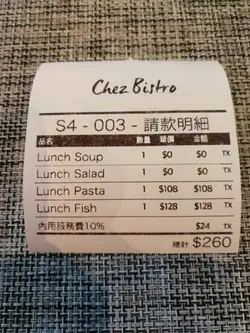 Chez Bistro
S4 - 003 - 請款明細
品名 數量 單價 金額
Lunch Soup 1 $0 $0 TX
Lunch Salad 1 $0 $0 TX
Lunch Pasta 1 $108 $108 TX
Lunch Fish 1 $128 $128 TX
內用服務費10% $24 TX
總計 $260